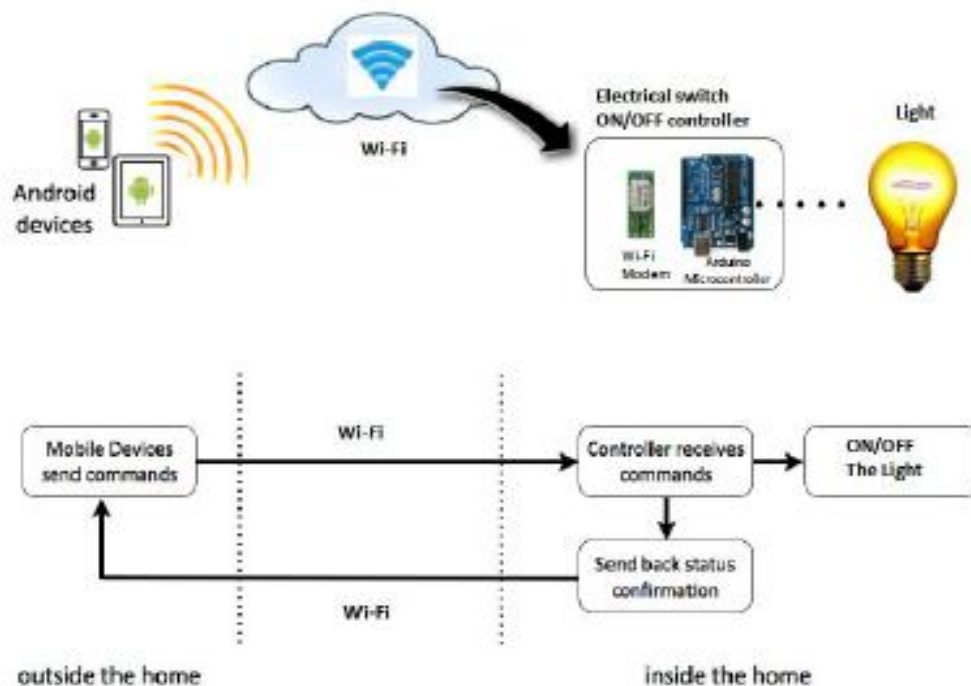 Wi-Fi
Android
devices
Electrical switch
ON/OFF controller
Light
Wi-Fi
Modem
Arduino
Microcontroller
Mobile Devices
send commands
Wi-Fi
Controller receives
commands
ON/OFF
The Light
Send back status
confirmation
Wi-Fi
outside the home
inside the home